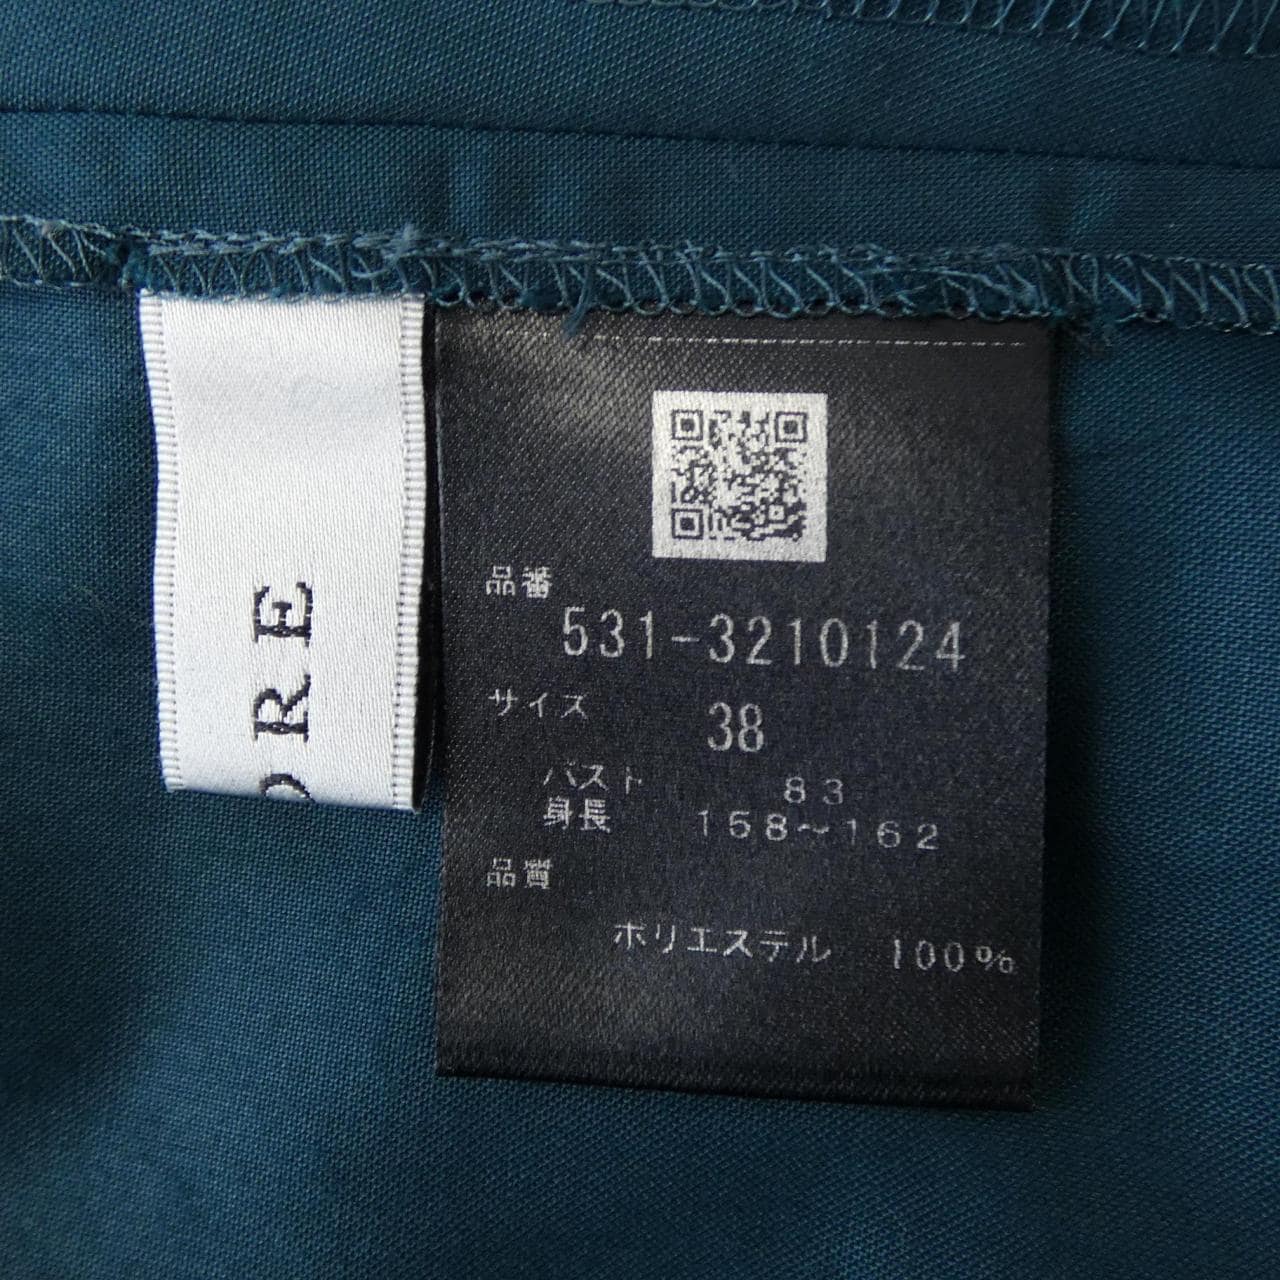 ORE
品番
531-3210124
サイズ 38
バスト 83
身長 158～162
品質
ポリエステル 100%